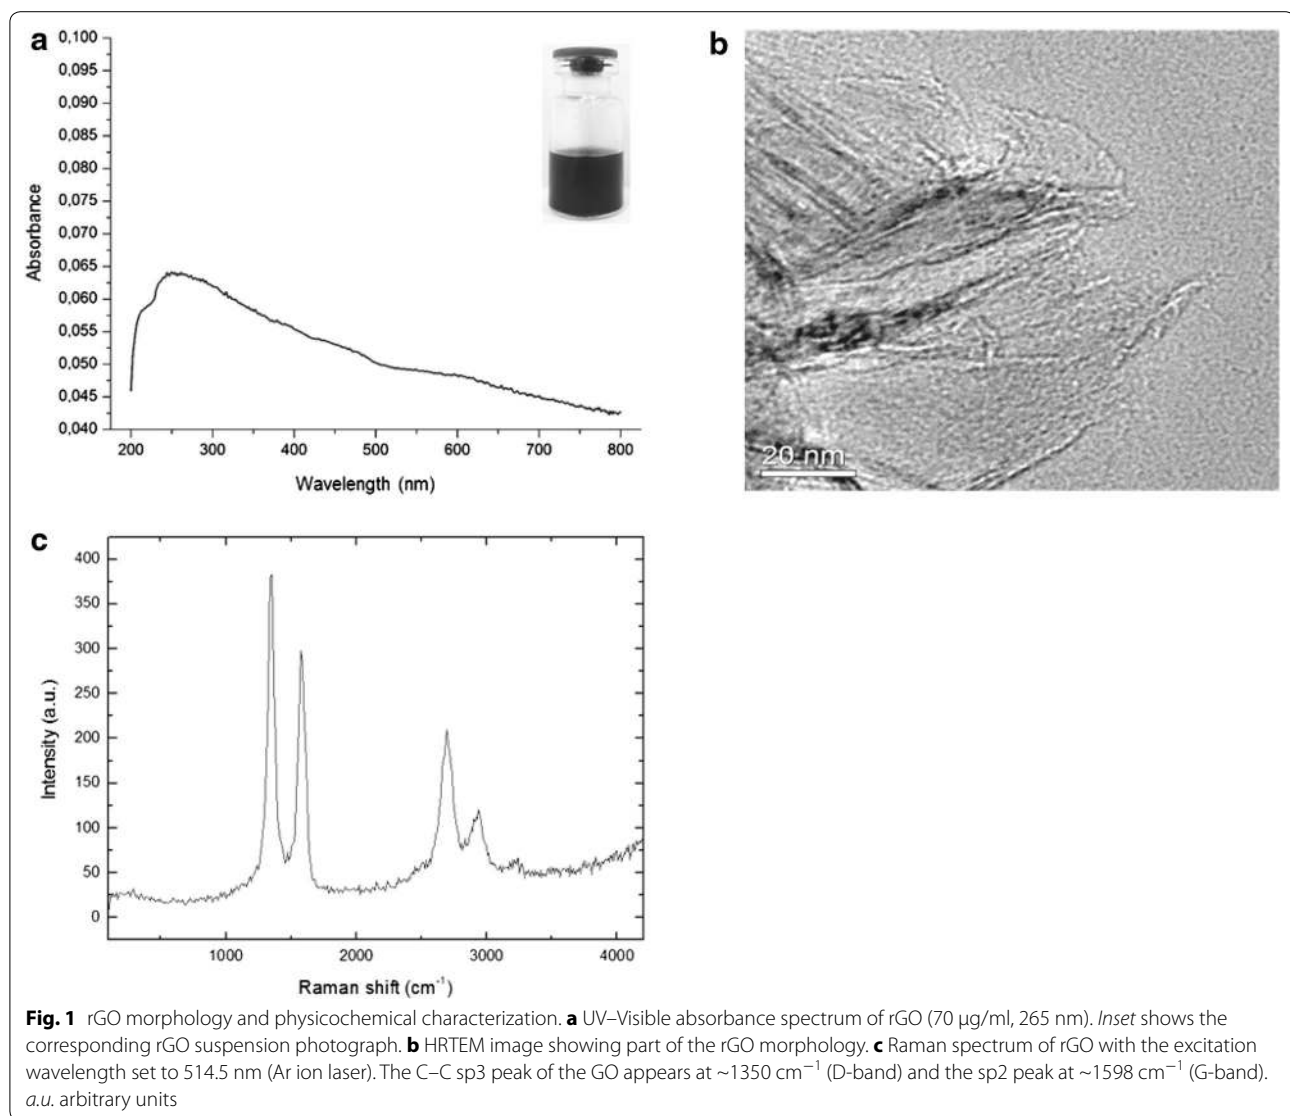 a
0,100
0,095
0,090
0,085
0,080
0,075
0,070
0,065
0,060
0,055
0,050
0,045
0,040
Absorbance
200 300 400 500 600 700 800
Wavelength (nm)
b
20 nm
c
400
350
300
250
200
150
100
50
0
Intensity (a.u.)
1000 2000 3000 4000
Raman shift (cm⁻¹)
Fig. 1 rGO morphology and physicochemical characterization. a UV–Visible absorbance spectrum of rGO (70 µg/ml, 265 nm). Inset shows the
corresponding rGO suspension photograph. b HRTEM image showing part of the rGO morphology. c Raman spectrum of rGO with the excitation
wavelength set to 514.5 nm (Ar ion laser). The C–C sp3 peak of the GO appears at ~1350 cm⁻¹ (D-band) and the sp2 peak at ~1598 cm⁻¹ (G-band).
a.u. arbitrary units